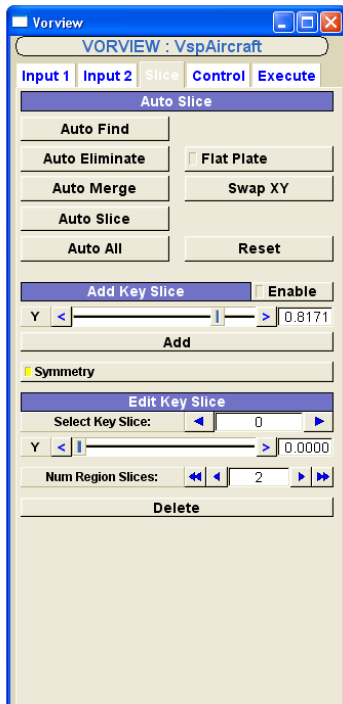 Vorview
VORVIEW : VspAircraft
Input 1 Input 2 Slice Control Execute
Auto Slice
Auto Find
Auto Eliminate Flat Plate
Auto Merge Swap XY
Auto Slice
Auto All Reset
Add Key Slice Enable
Y < > 0.8171
Add
Symmetry
Edit Key Slice
Select Key Slice: 0
Y < > 0.0000
Num Region Slices: 2
Delete